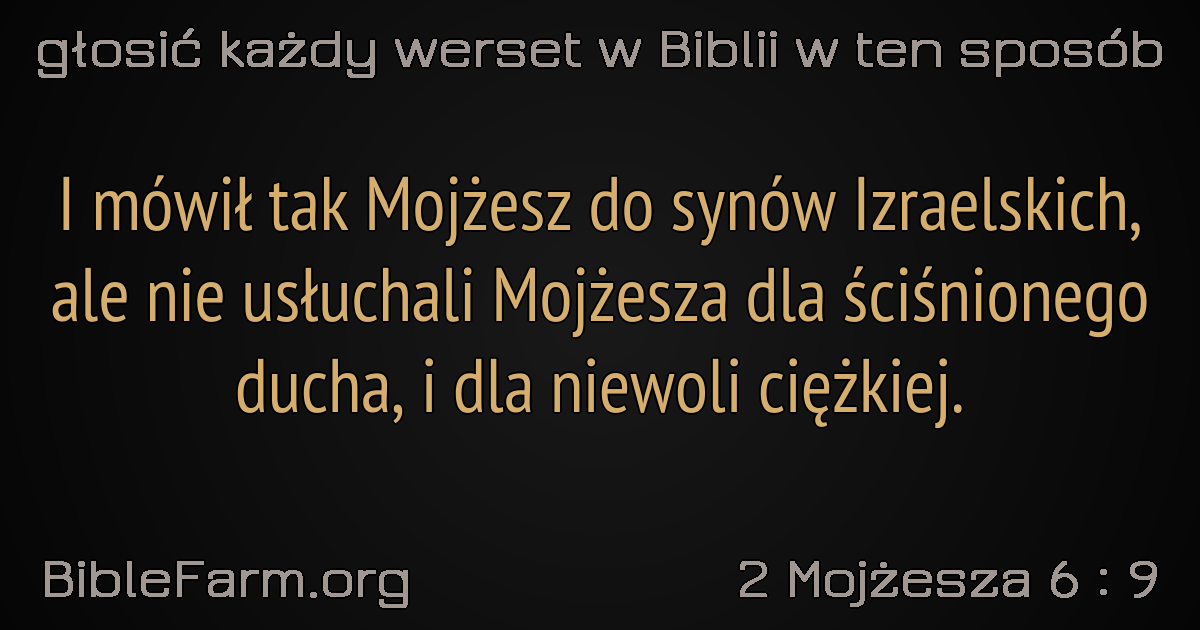 głosić każdy werset w Biblii w ten sposób
I mówił tak Mojżesz do synów Izraelskich,
ale nie usłuchali Mojżesza dla ściśnionego
ducha, i dla niewoli ciężkiej.
BibleFarm.org
2 Mojżesza 6 : 9